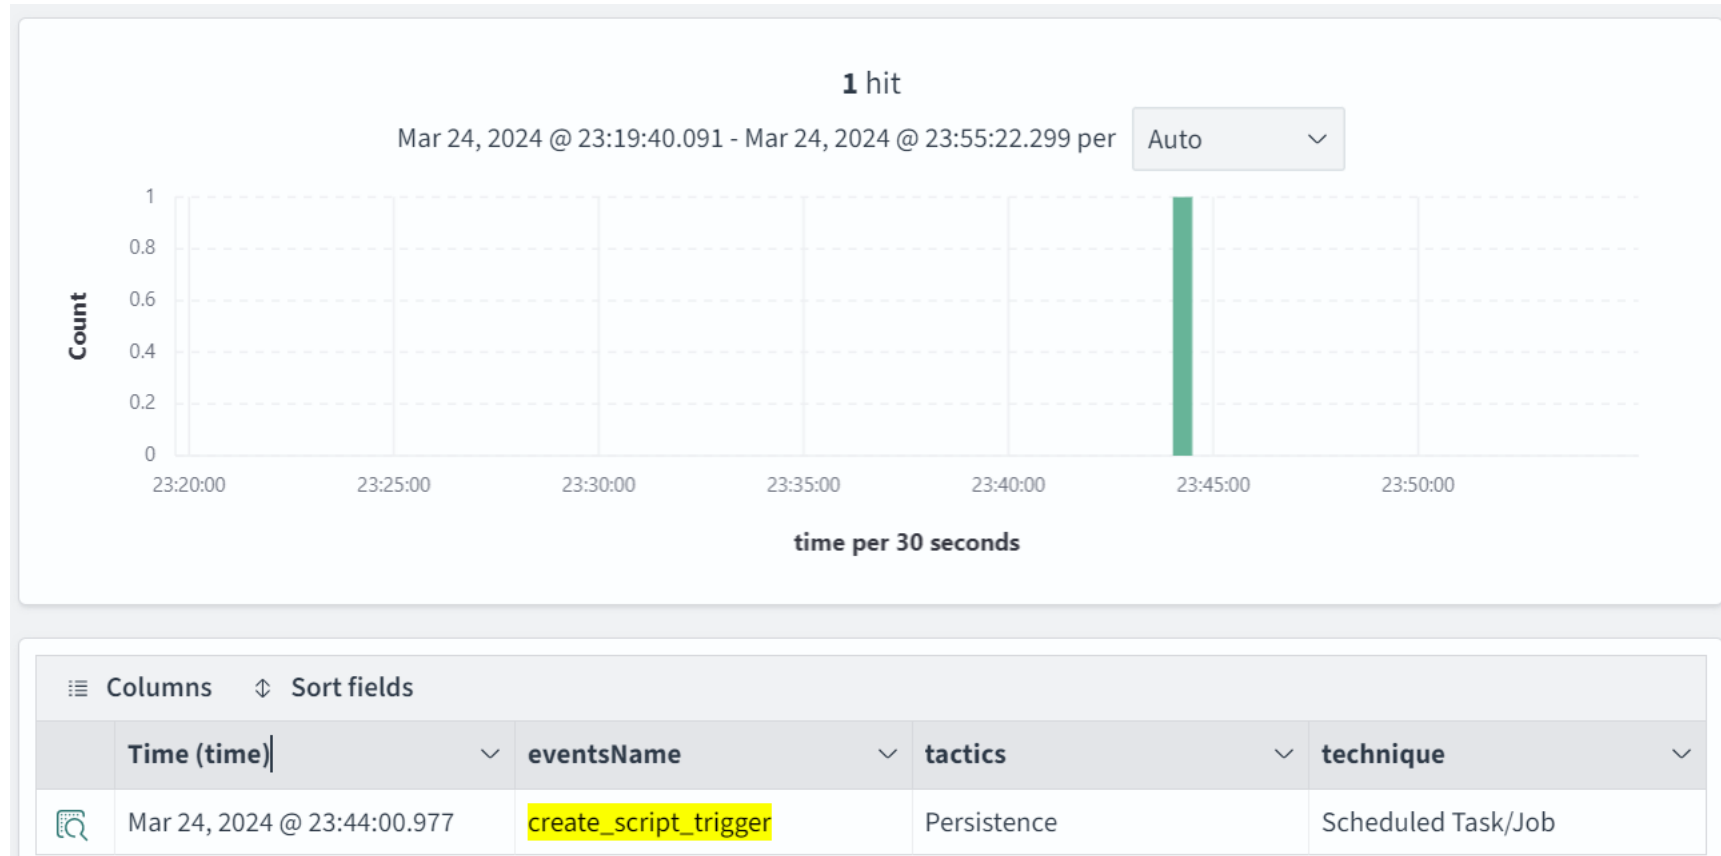 1 hit
Mar 24, 2024 @ 23:19:40.091 - Mar 24, 2024 @ 23:55:22.299 per Auto
1
0.8
0.6
0.4
0.2
0
Count
23:20:00 23:25:00 23:30:00 23:35:00 23:40:00 23:45:00 23:50:00
time per 30 seconds
Columns Sort fields
Time (time) eventsName tactics technique
Mar 24, 2024 @ 23:44:00.977 create_script_trigger Persistence Scheduled Task/Job